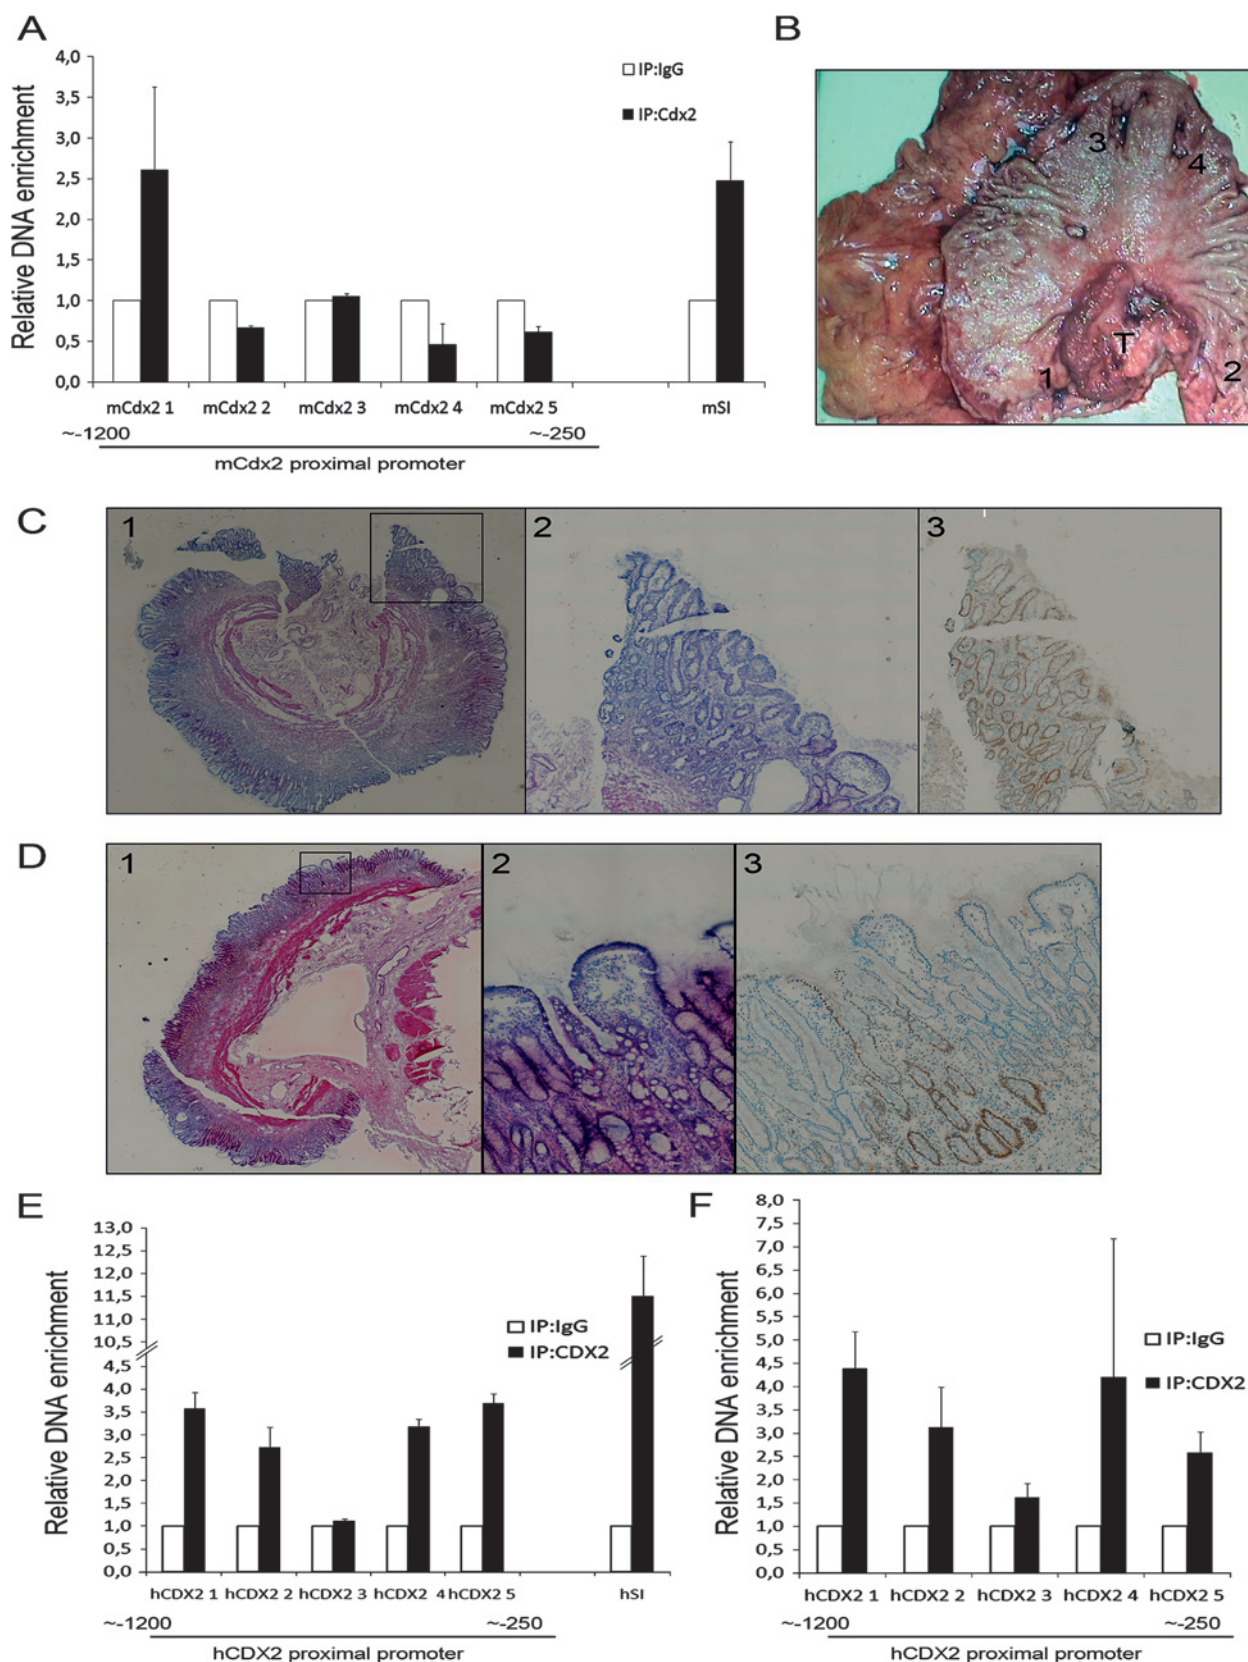 A
Relative DNA enrichment
4,0
3,5
3,0
2,5
2,0
1,5
1,0
0,5
0,0
IP:IgG
IP:Cdx2
mCdx2 1 mCdx2 2 mCdx2 3 mCdx2 4 mCdx2 5 mSI
~-1200 ~-250
mCdx2 proximal promoter
B
3
4
T
1
2
C
1 2 3
D
1 2 3
E
Relative DNA enrichment
13,0
12,5
12,0
11,5
11,0
10,5
4,5
4,0
3,5
3,0
2,5
2,0
1,5
1,0
0,5
0,0
IP:IgG
IP:CDX2
hCDX2 1 hCDX2 2 hCDX2 3 hCDX2 4 hCDX2 5 hSI
~-1200 ~-250
hCDX2 proximal promoter
F
Relative DNA enrichment
8,0
7,5
7,0
6,5
6,0
5,5
5,0
4,5
4,0
3,5
3,0
2,5
2,0
1,5
1,0
0,5
0,0
IP:IgG
IP:CDX2
hCDX2 1 hCDX2 2 hCDX2 3 hCDX2 4 hCDX2 5
~-1200 ~-250
hCDX2 proximal promoter